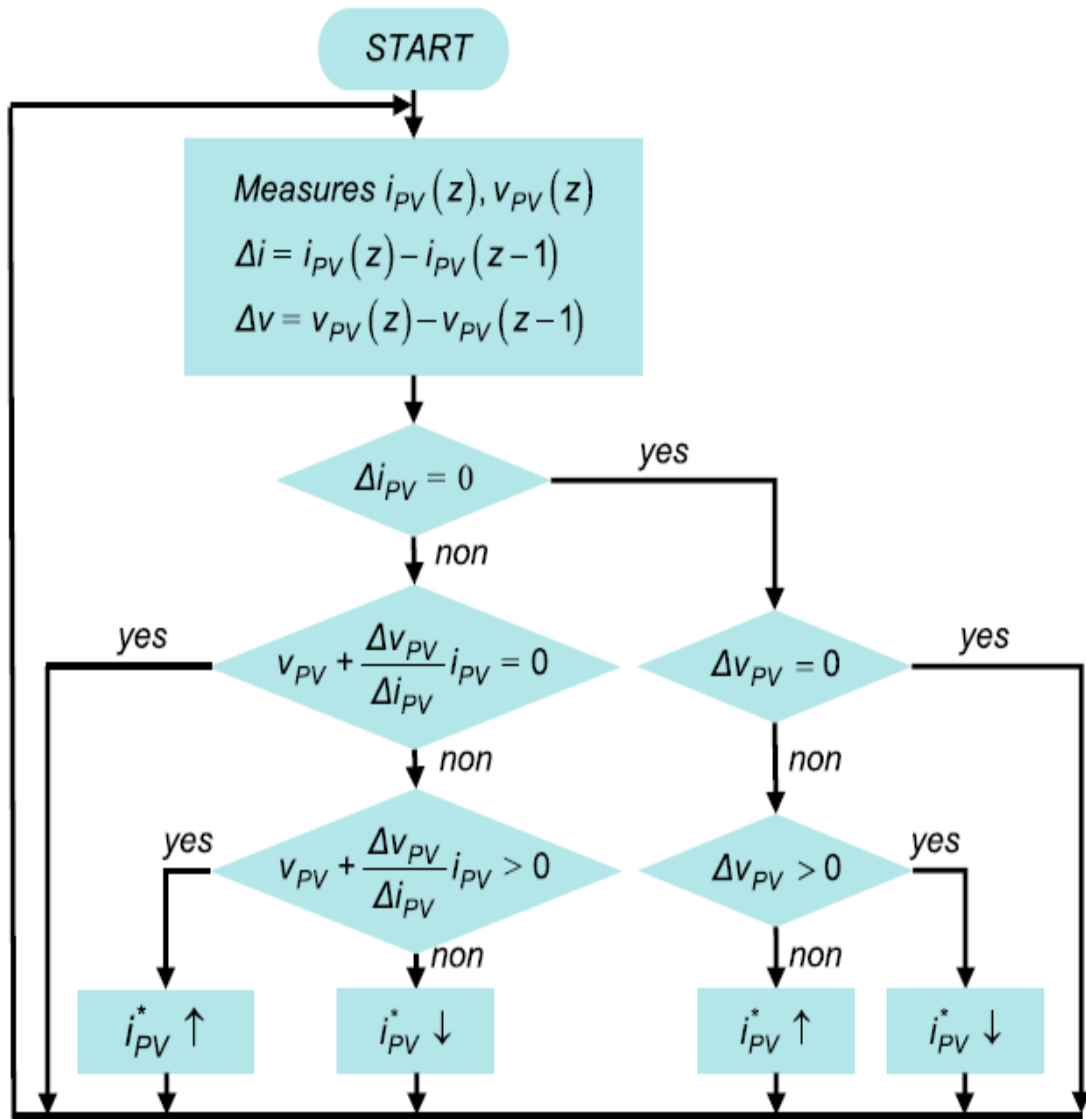 START
Measures i_PV(z), v_PV(z)
Δi = i_PV(z) − i_PV(z−1)
Δv = v_PV(z) − v_PV(z−1)
Δi_PV = 0
yes
non
yes
v_PV + Δv_PV/Δi_PV i_PV = 0
Δv_PV = 0
yes
non
non
yes
v_PV + Δv_PV/Δi_PV i_PV > 0
Δv_PV > 0
yes
non
non
i*_PV ↑
i*_PV ↓
i*_PV ↑
i*_PV ↓